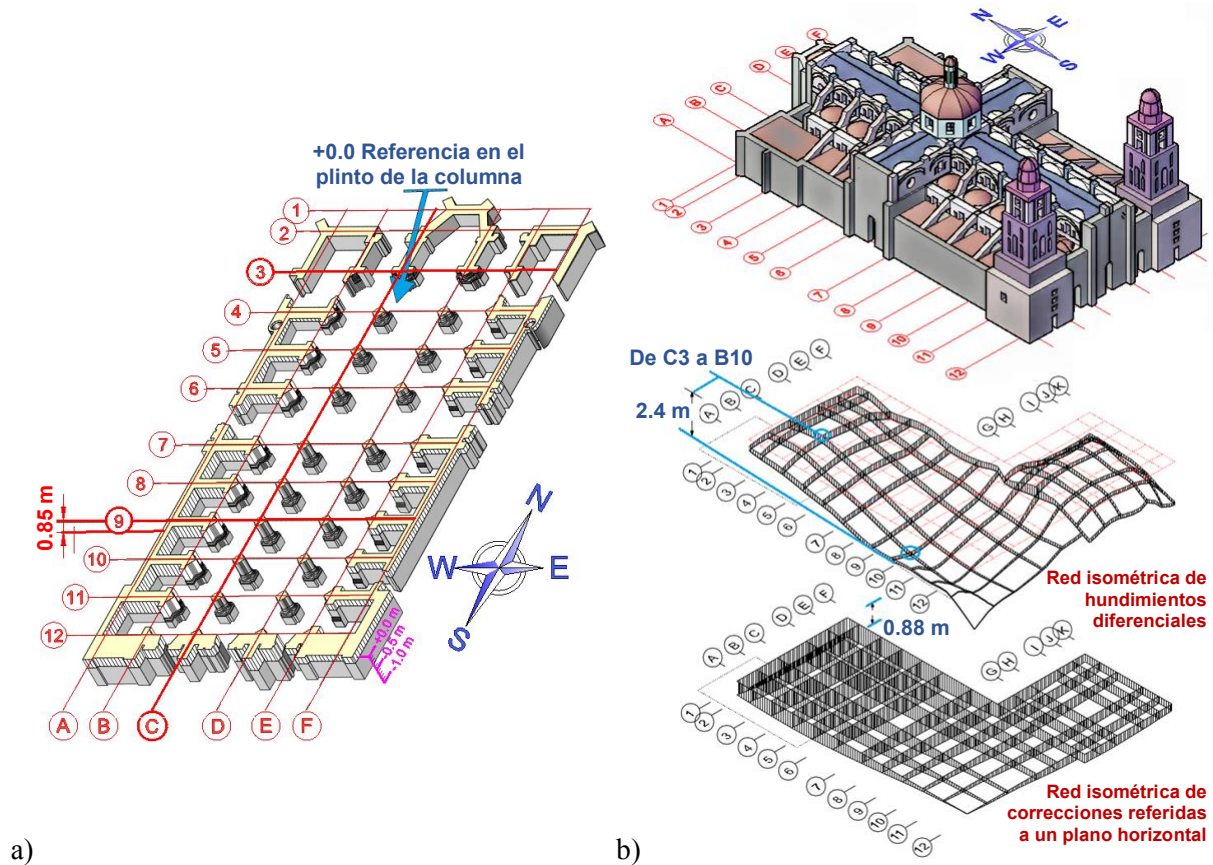 +0.0 Referencia en el
plinto de la columna
1
2
3
4
5
6
7
8
0.85 m
9
10
11
12
+0.0 m
-0.5 m
-1.0 m
N
W
E
S
A
B
C
D
E
F
a)
N
E
W
S
F
E
D
C
B
A
1
2
3
4
5
6
7
8
9
10
11
12
De C3 a B10
2.4 m
A
B
C
D
E
F
G
H
I
J
K
1
2
3
4
5
6
7
8
9
10
11
12
Red isométrica de
hundimientos
diferenciales
0.88 m
A
B
C
D
E
F
G
H
I
J
K
1
2
3
4
5
6
7
8
9
10
11
12
Red isométrica de
correcciones referidas
a un plano horizontal
b)